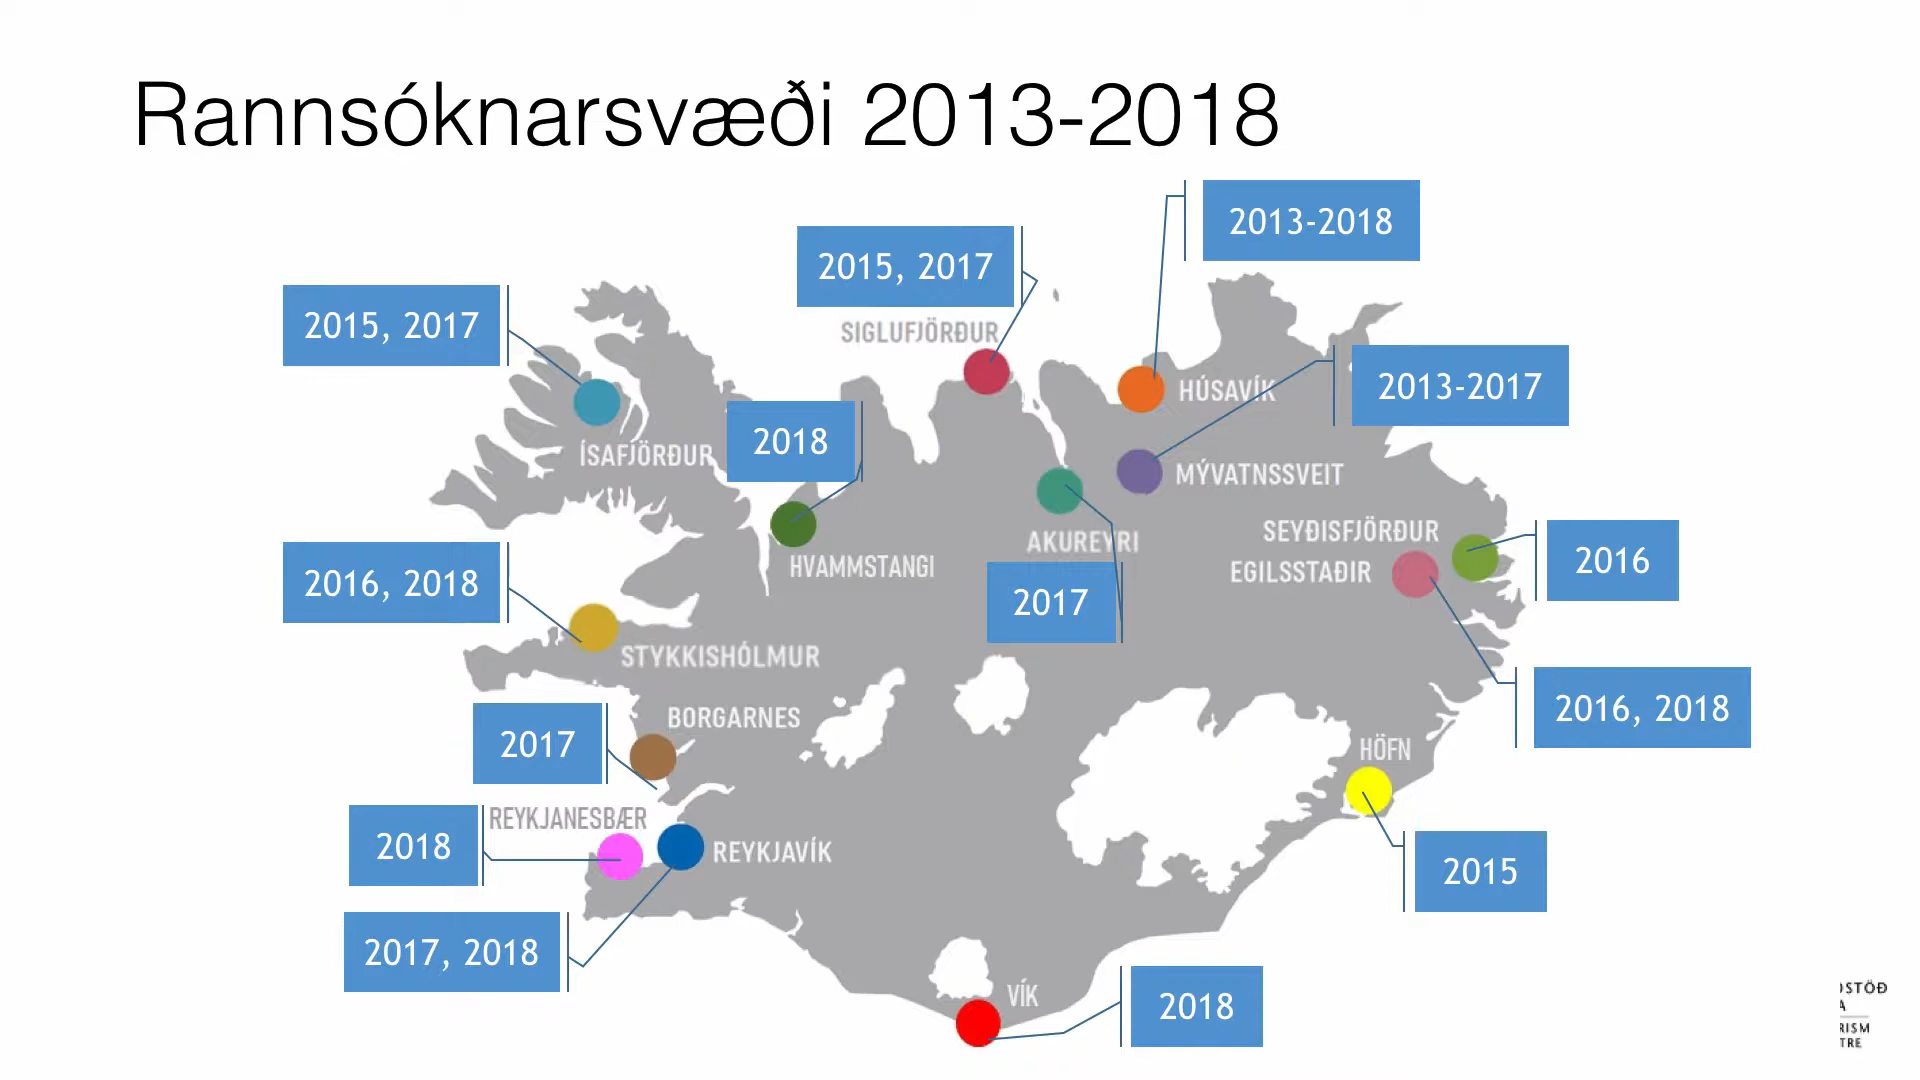 Rannsóknarsvæði 2013-2018
2013-2018
2015, 2017
2015, 2017
SIGLUFJÖRÐUR
HÚSAVÍK
2013-2017
2018
ÍSAFJÖRÐUR
MÝVATNSSVEIT
AKUREYRI
SEYÐISFJÖRÐUR
2016
HVAMMSTANGI
EGILSSTAÐIR
2016, 2018
2017
STYKKISHÓLMUR
2016, 2018
BORGARNES
2017
HÖFN
REYKJANESBÆR
2018
REYKJAVÍK
2015
2017, 2018
VÍK
2018